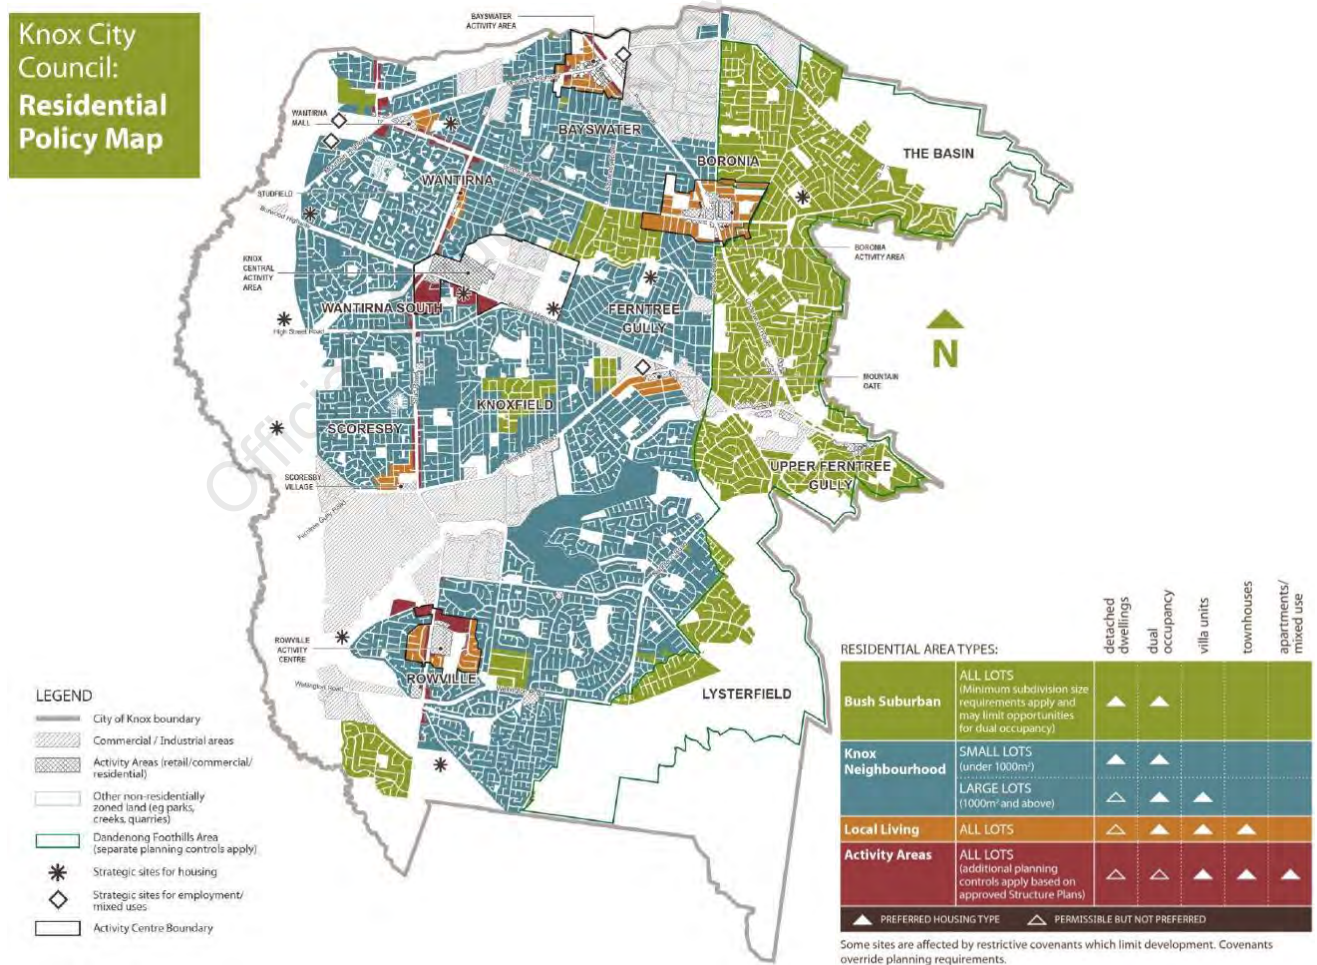 Knox City
Council:
Residential
Policy Map
BAYSWATER
ACTIVITY AREA
WANTIRNA
MALL
BAYSWATER
BORONIA
THE BASIN
WANTIRNA
STUDFIELD
KNOX
CENTRAL
ACTIVITY
AREA
BORONIA
ACTIVITY AREA
WANTIRNA SOUTH
FERNTREE
GULLY
High Street Road
N
MOUNTAIN
GATE
KNOXFIELD
SCORESBY
UPPER FERNTREE
GULLY
SCORESBY
VILLAGE
Ferntree Gully Road
ROWVILLE
ACTIVITY
CENTRE
ROWVILLE
Wellington Road
LYSTERFIELD
Official
LEGEND
City of Knox boundary
Commercial / Industrial areas
Activity Areas (retail/commercial/
residential)
Other non-residentially
zoned land (eg parks,
creeks, quarries)
Dandenong Foothills Area
(separate planning controls apply)
Strategic sites for housing
Strategic sites for employment/
mixed uses
Activity Centre Boundary
RESIDENTIAL AREA TYPES:
detached
dwellings
dual
occupancy
villa units
townhouses
apartments/
mixed use
Bush Suburban
ALL LOTS
(Minimum subdivision size
requirements apply and
may limit opportunities
for dual occupancy)
Knox
Neighbourhood
SMALL LOTS
(under 1000m²)
LARGE LOTS
(1000m² and above)
Local Living
ALL LOTS
Activity Areas
ALL LOTS
(additional planning
controls apply based on
approved Structure Plans)
PREFERRED HOUSING TYPE
PERMISSIBLE BUT NOT PREFERRED
Some sites are affected by restrictive covenants which limit development. Covenants
override planning requirements.